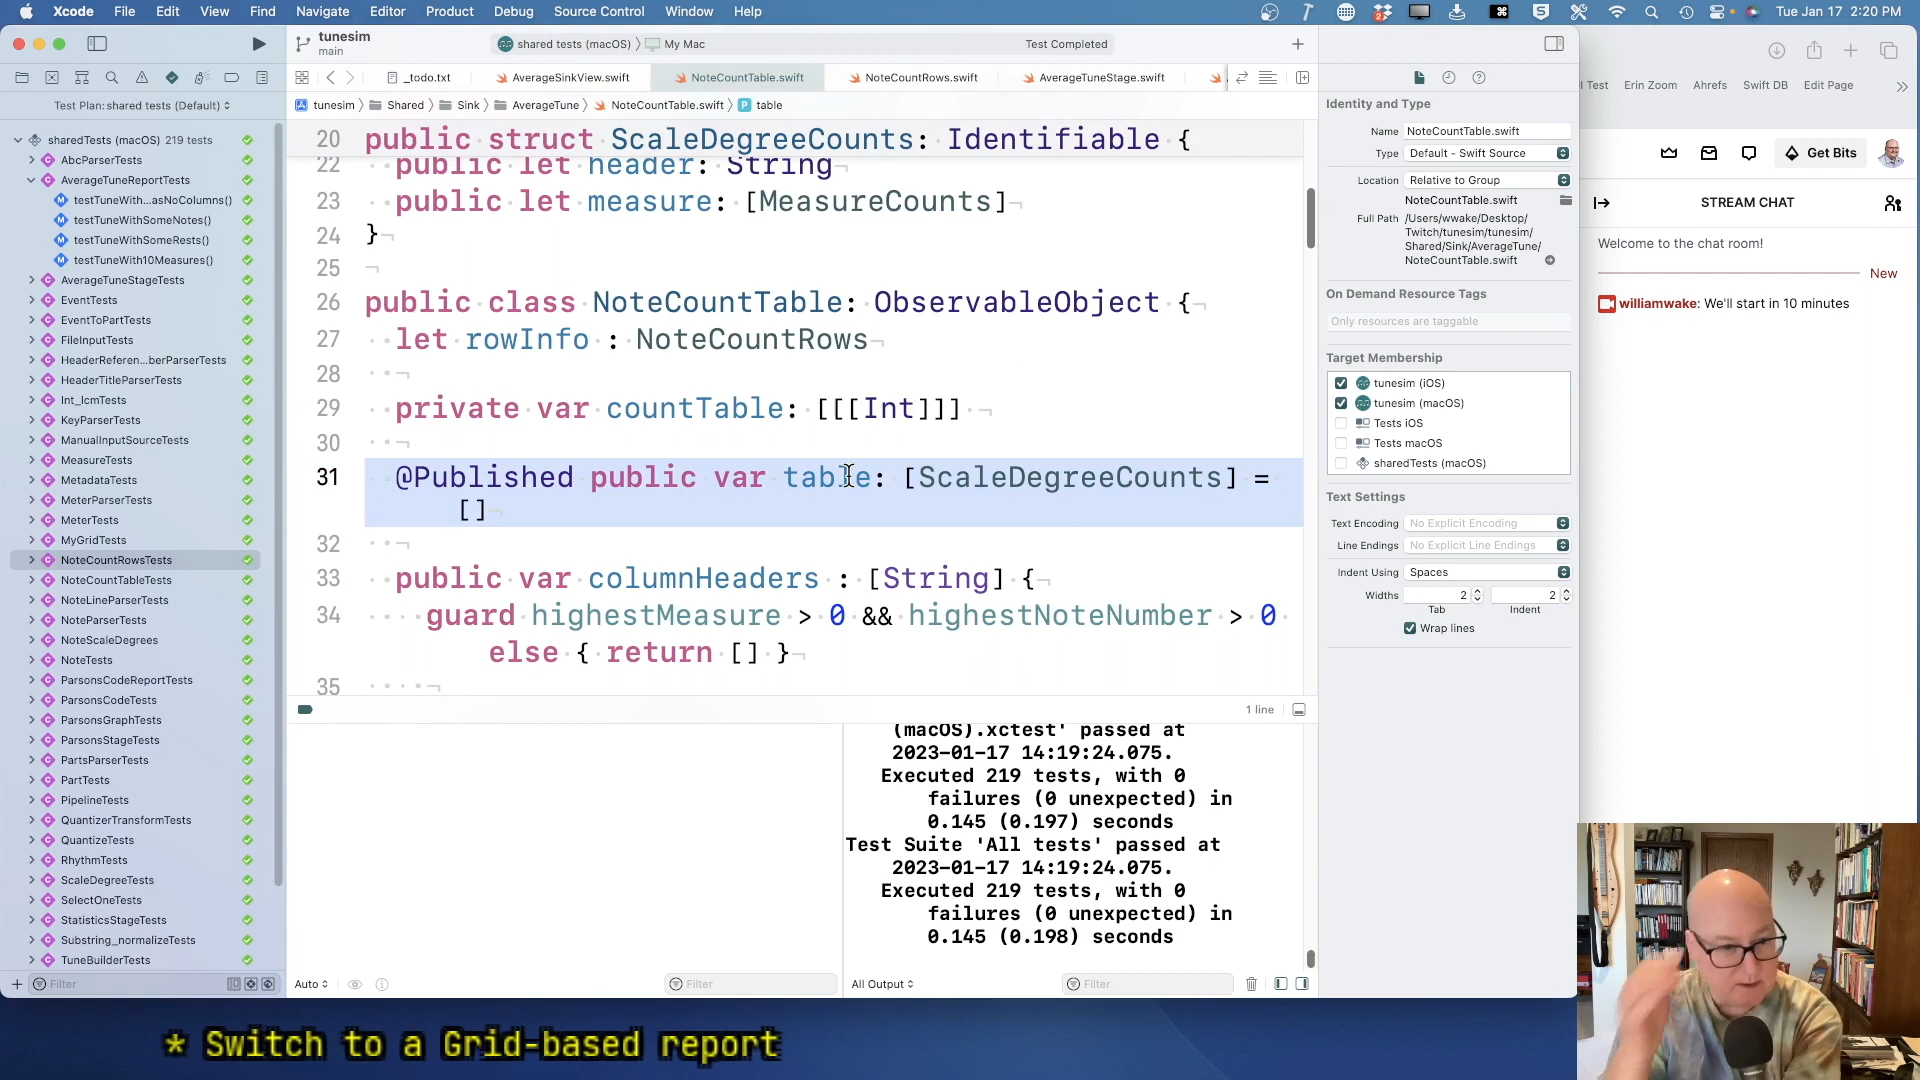 Xcode File Edit View Find Navigate Editor Product Debug Source Control Window Help
Tue Jan 17 2:20 PM
tunesim
main
shared tests (macOS) My Mac
Test Completed
_todo.txt
AverageSinkView.swift
NoteCountTable.swift
NoteCountRows.swift
AverageTuneStage.swift
Test Plan:shared tests (Default)
tunesim Shared Sink AverageTune NoteCountTable.swift table
sharedTests (macOS) 219 tests
AbcParserTests
AverageTuneReportTests
testTuneWith...asNoColumns()
testTuneWithSomeNotes()
testTuneWithSomeRests()
testTuneWith10Measures()
AverageTuneStageTests
EventTests
EventToPartTests
FileInputTests
HeaderReferen...berParserTests
HeaderTitleParserTests
Int_lcmTests
KeyParserTests
ManualInputSourceTests
MeasureTests
MetadataTests
MeterParserTests
MeterTests
MyGridTests
NoteCountRowsTests
NoteCountTableTests
NoteLineParserTests
NoteParserTests
NoteScaleDegrees
NoteTests
ParsonsCodeReportTests
ParsonsCodeTests
ParsonsGraphTests
ParsonsStageTests
PartsParserTests
PartTests
PipelineTests
QuantizerTransformTests
QuantizeTests
RhythmTests
ScaleDegreeTests
SelectOneTests
StatisticsStageTests
Substring_normalizeTests
TuneBuilderTests
Filter
20 public struct ScaleDegreeCounts: Identifiable {
22 public let header: String
23 public let measure: [MeasureCounts]
24 }
25
26 public class NoteCountTable: ObservableObject {
27 let rowInfo : NoteCountRows
28
29 private var countTable: [[[Int]]]
30
31 @Published public var table: [ScaleDegreeCounts] =
[]
32
33 public var columnHeaders : [String] {
34 guard highestMeasure > 0 && highestNoteNumber > 0
else { return [] }
35
1 line
(macOS).xctest' passed at
2023-01-17 14:19:24.075.
Executed 219 tests, with 0
failures (0 unexpected) in
0.145 (0.197) seconds
Test Suite 'All tests' passed at
2023-01-17 14:19:24.075.
Executed 219 tests, with 0
failures (0 unexpected) in
0.145 (0.198) seconds
Auto
Filter
All Output
Filter
Identity and Type
Name NoteCountTable.swift
Type Default - Swift Source
Location Relative to Group
NoteCountTable.swift
Full Path /Users/wwake/Desktop/
Twitch/tunesim/tunesim/
Shared/Sink/AverageTune/
NoteCountTable.swift
On Demand Resource Tags
Only resources are taggable
Target Membership
tunesim (iOS)
tunesim (macOS)
Tests iOS
Tests macOS
sharedTests (macOS)
Text Settings
Text Encoding No Explicit Encoding
Line Endings No Explicit Line Endings
Indent Using Spaces
Widths 2 2
Tab Indent
Wrap lines
Test Erin Zoom Ahrefs Swift DB Edit Page
Get Bits
STREAM CHAT
Welcome to the chat room!
New
williamwake: We'll start in 10 minutes
* Switch to a Grid-based report